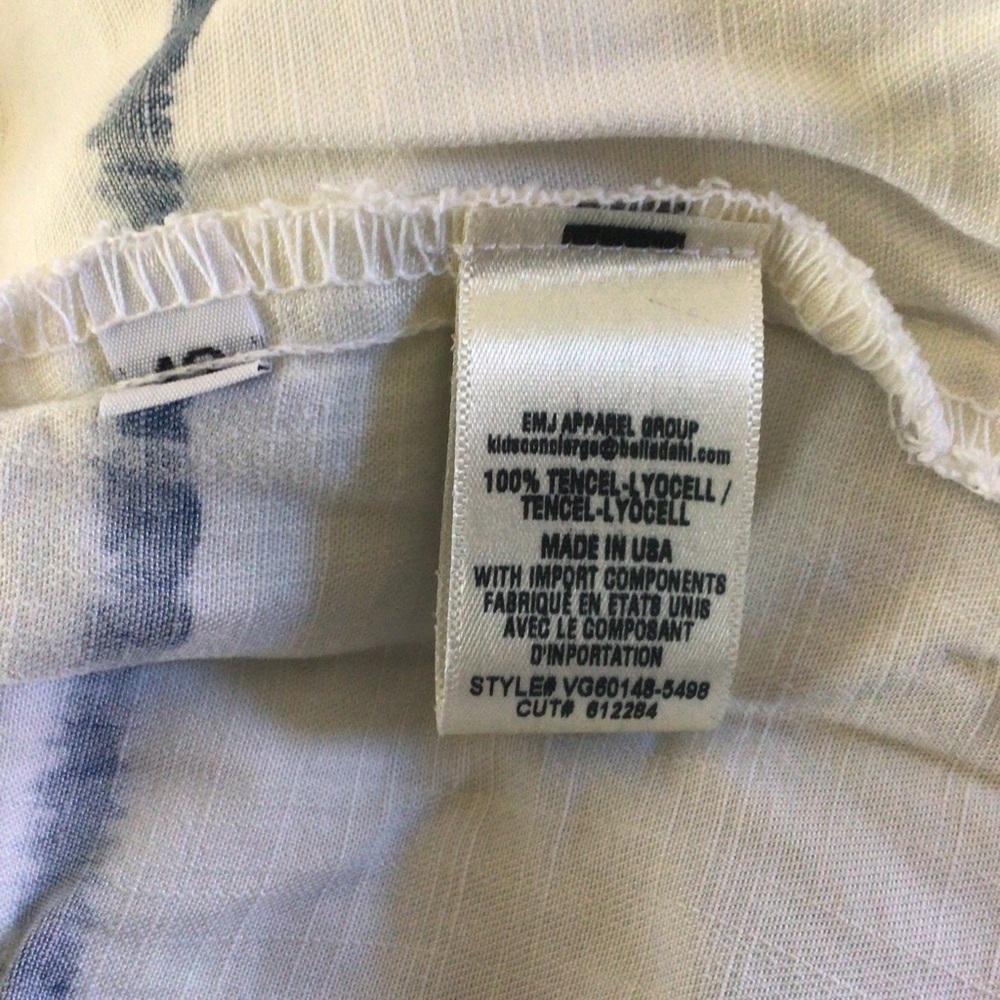 10
EMJ APPAREL GROUP
kidsconcierge@belladahl.com
100% TENCEL-LYOCELL /
TENCEL-LYOCELL
MADE IN USA
WITH IMPORT COMPONENTS
FABRIQUE EN ETATS UNIS
AVEC LE COMPOSANT
D'INPORTATION
STYLE# VG60148-5498
CUT# 612284